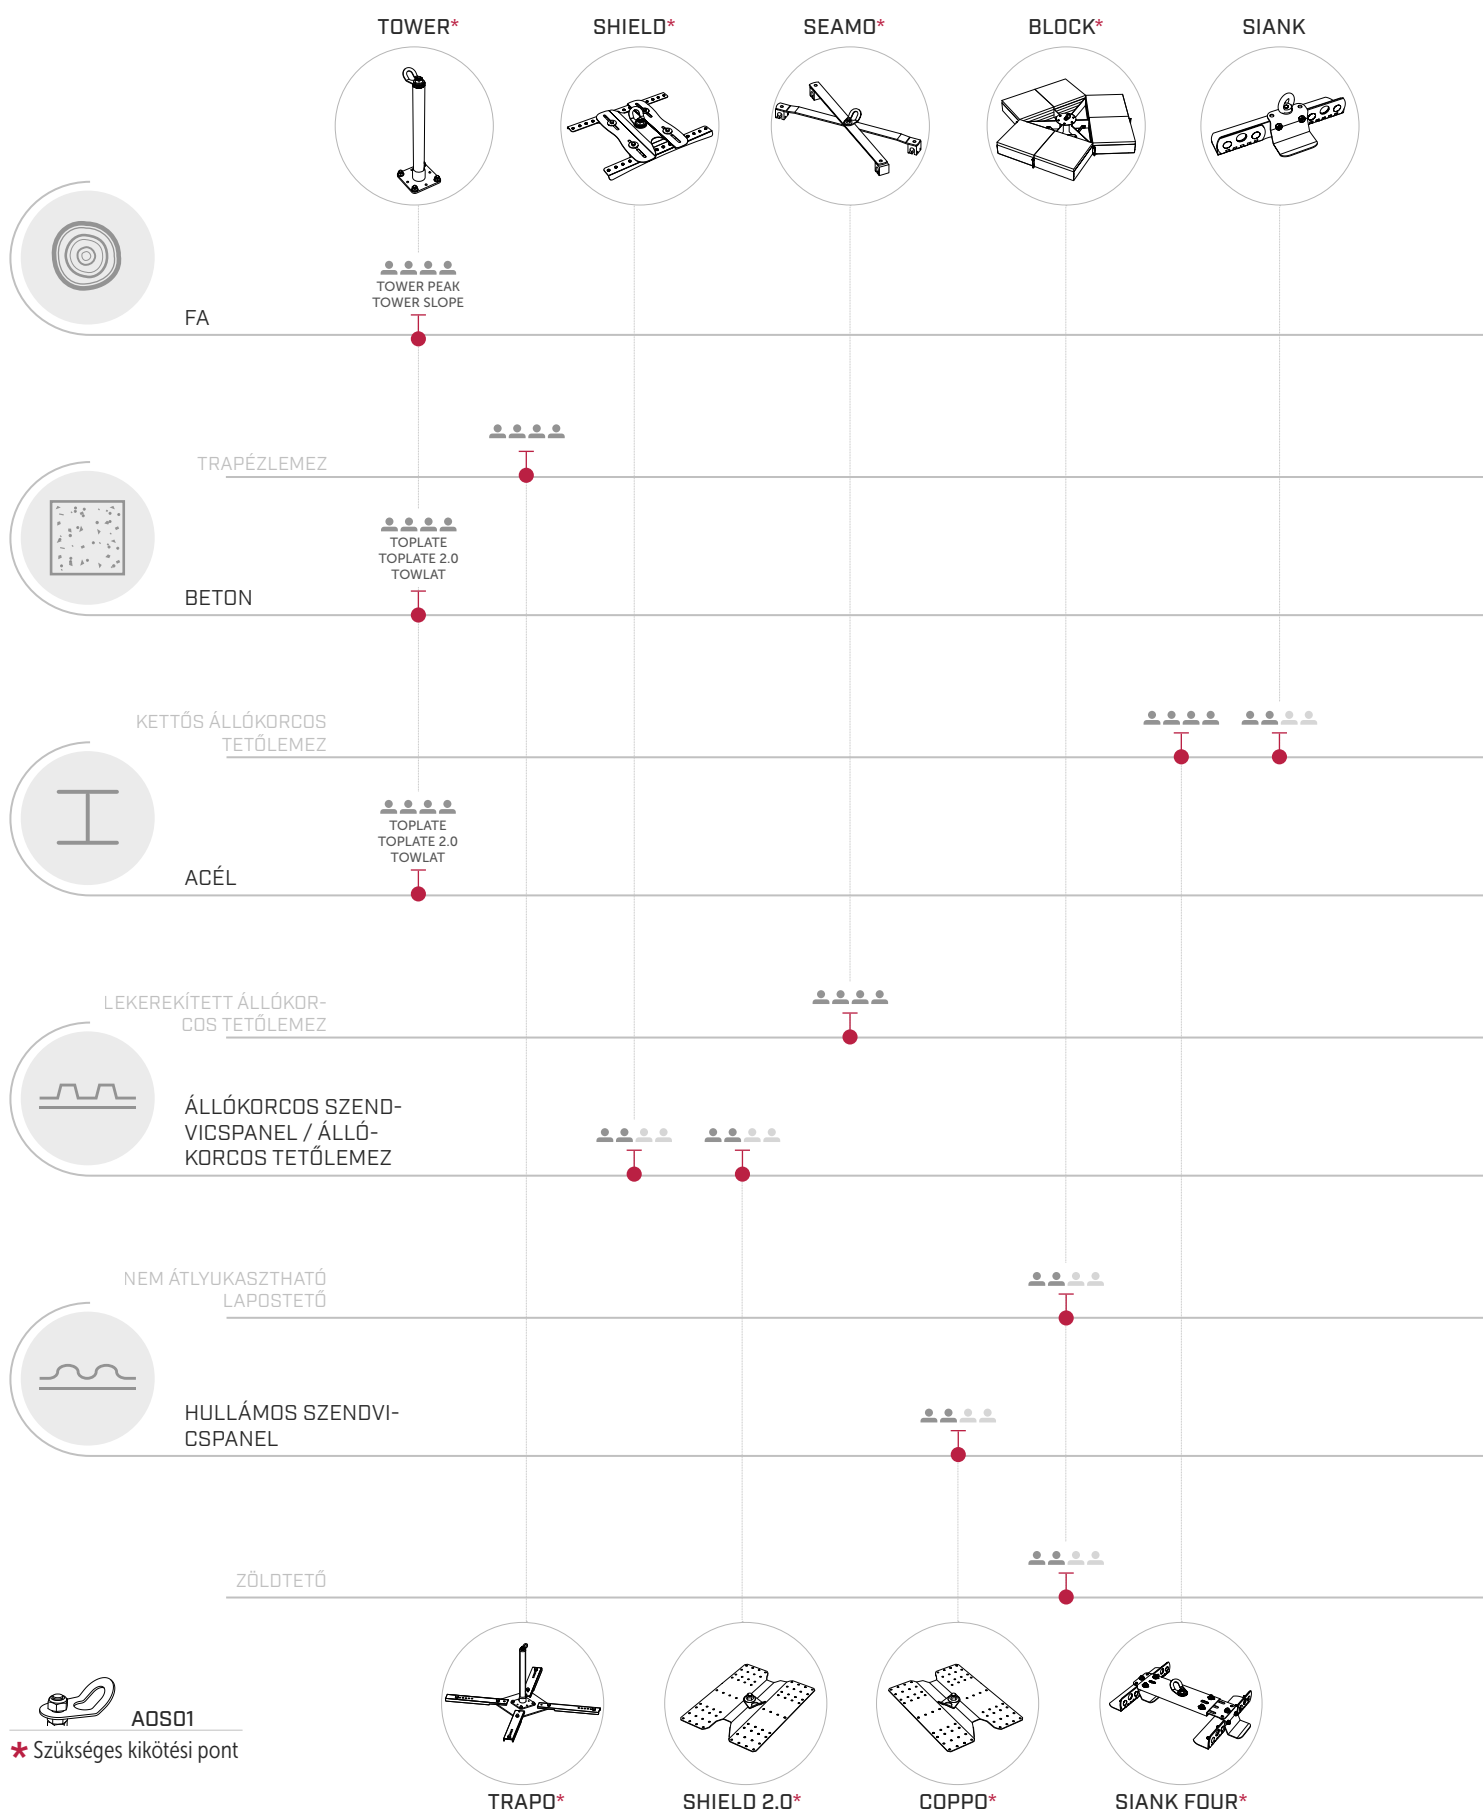 TOWER*
SHIELD*
SEAMO*
BLOCK*
SIANK
TOWER PEAK
TOWER SLOPE
FA
TRAPÉZLEMEZ
TOPLATE
TOPLATE 2.0
TOWLAT
BETON
KETTŐS ÁLLÓKORCOS
TETŐLEMEZ
TOPLATE
TOPLATE 2.0
TOWLAT
ACÉL
LEKEREKÍTETT ÁLLÓKOR-
COS TETŐLEMEZ
ÁLLÓKORCOS SZEND-
VICSPANEL / ÁLLÓ-
KORCOS TETŐLEMEZ
NEM ÁTLYUKASZTHATÓ
LAPOSTETŐ
HULLÁMOS SZENDVI-
CSPANEL
ZÖLDTETŐ
AOS01
* Szükséges kikötési pont
TRAPO*
SHIELD 2.0*
COPPO*
SIANK FOUR*